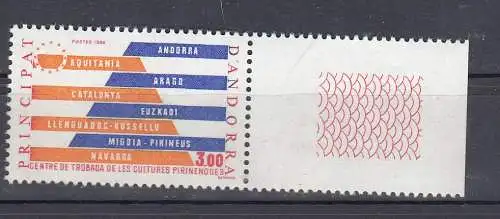 PRINCIPAT
D'ANDORRA
POSTES 1984
ANDORRA
AQUITANIA
ARAGO
CATALUNYA
EUZKADI
LLENGUADOC-ROSSELLO
MIGDIA-PIRINEUS
NAVARRA
3.00
CENTRE DE TROBADA DE LES CULTURES PIRINENQUES